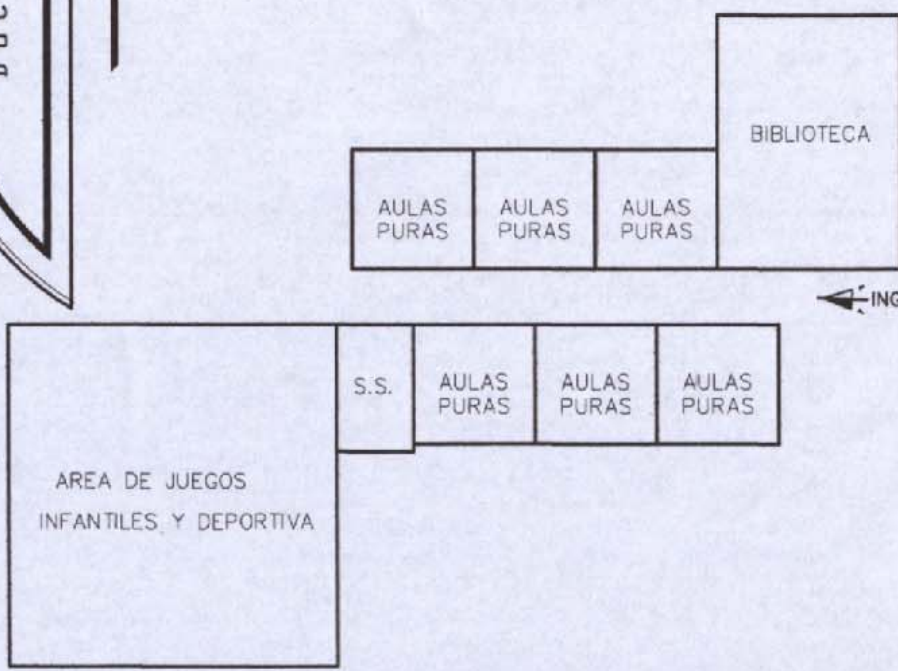 BIBLIOTECA
AULAS
PURAS
AULAS
PURAS
AULAS
PURAS
ING
S.S.
AULAS
PURAS
AULAS
PURAS
AULAS
PURAS
AREA DE JUEGOS
INFANTILES Y DEPORTIVA